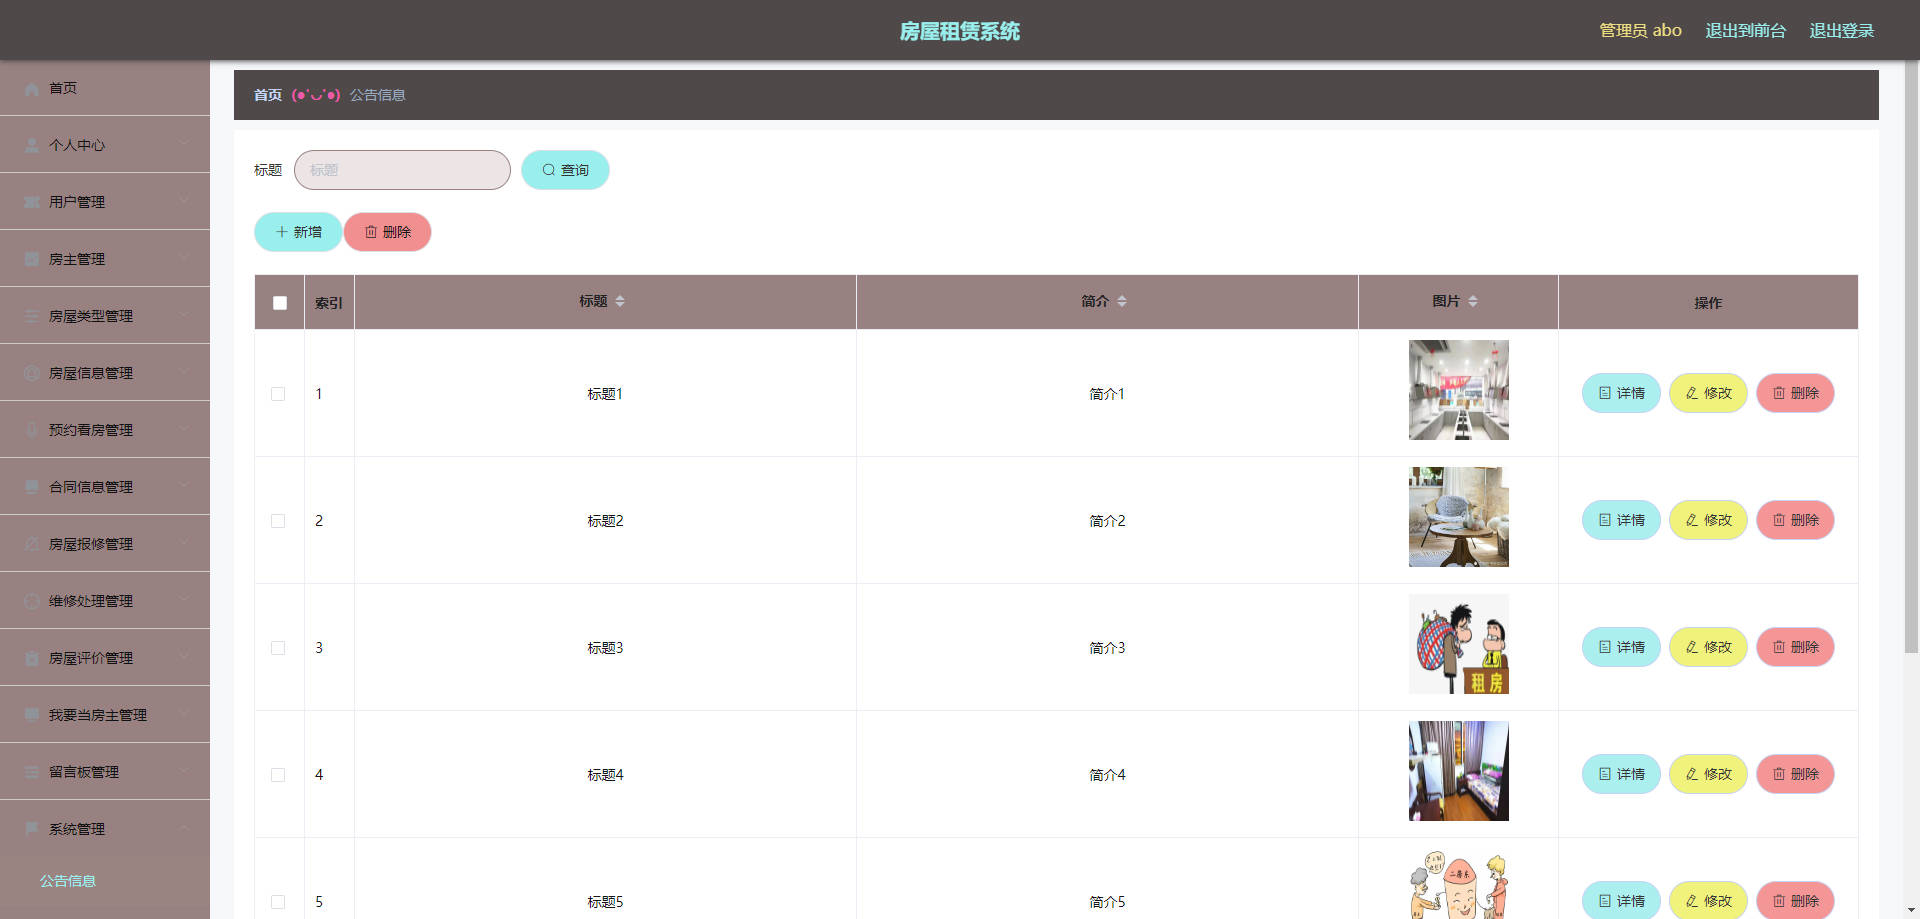 房屋租赁系统
管理员 abo 退出到前台 退出登录
首页
个人中心
用户管理
房主管理
房屋类型管理
房屋信息管理
预约看房管理
合同信息管理
房屋报修管理
维修处理管理
房屋评价管理
我要当房主管理
留言板管理
系统管理
公告信息
首页 (●'◡'●) 公告信息
标题 标题 查询
新增 删除
索引 标题 简介 图片 操作
1 标题1 简介1 详情 修改 删除
2 标题2 简介2 详情 修改 删除
3 标题3 简介3 租房 详情 修改 删除
4 标题4 简介4 详情 修改 删除
5 标题5 简介5 二房东 详情 修改 删除